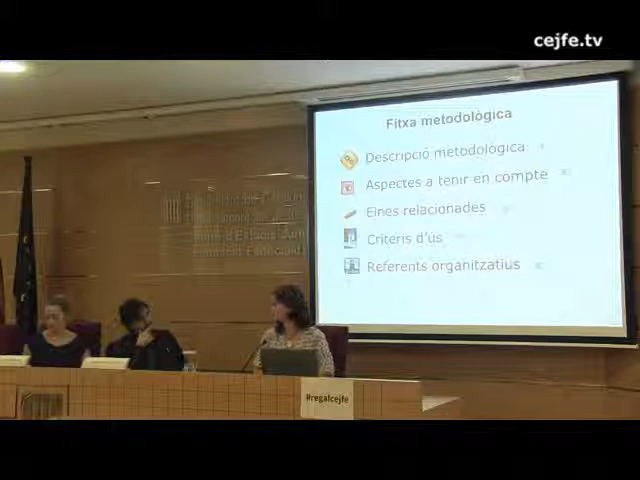 cejfe.tv
Fitxa metodològica
Descripció metodològica
Aspectes a tenir en compte
Eines relacionades
Criteris d'ús
Referents organitzatius
#regalcejfe